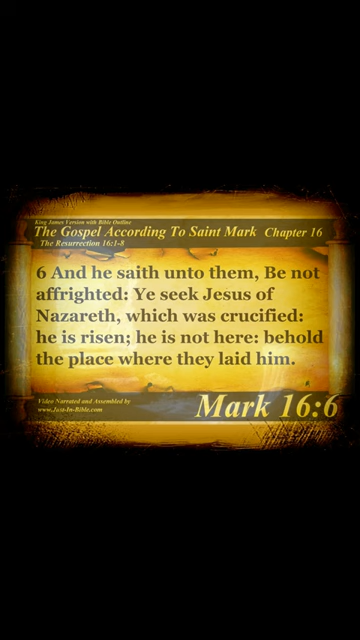 King James Version with Bible Outline
The Gospel According To Saint Mark Chapter 16
The Resurrection 16:1-8
6 And he saith unto them, Be not
affrighted: Ye seek Jesus of
Nazareth, which was crucified:
he is risen; he is not here: behold
the place where they laid him.
Video Narrated and Assembled by
www.Just-In-Bible.com
Mark 16:6